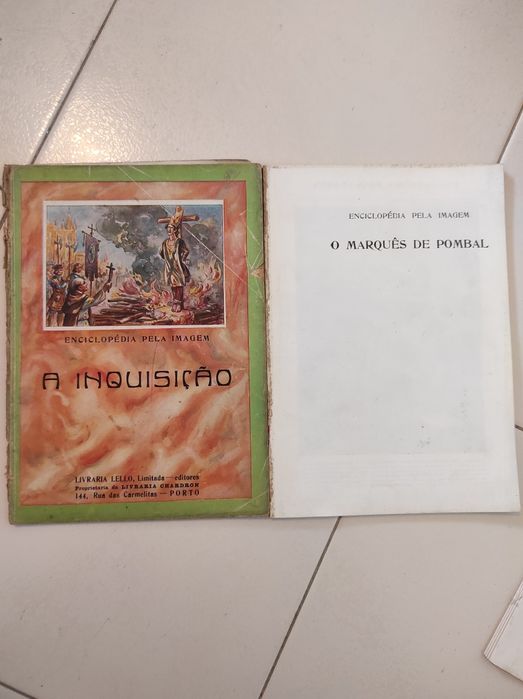 ENCICLOPÉDIA PELA IMAGEM
A INQUISIÇÃO
LIVRARIA LELLO, Limitada — editores
Proprietaria da LIVRARIA CHARDRON
144, Rua das Carmelitas — PORTO
ENCICLOPÉDIA PELA IMAGEM
O MARQUÊS DE POMBAL